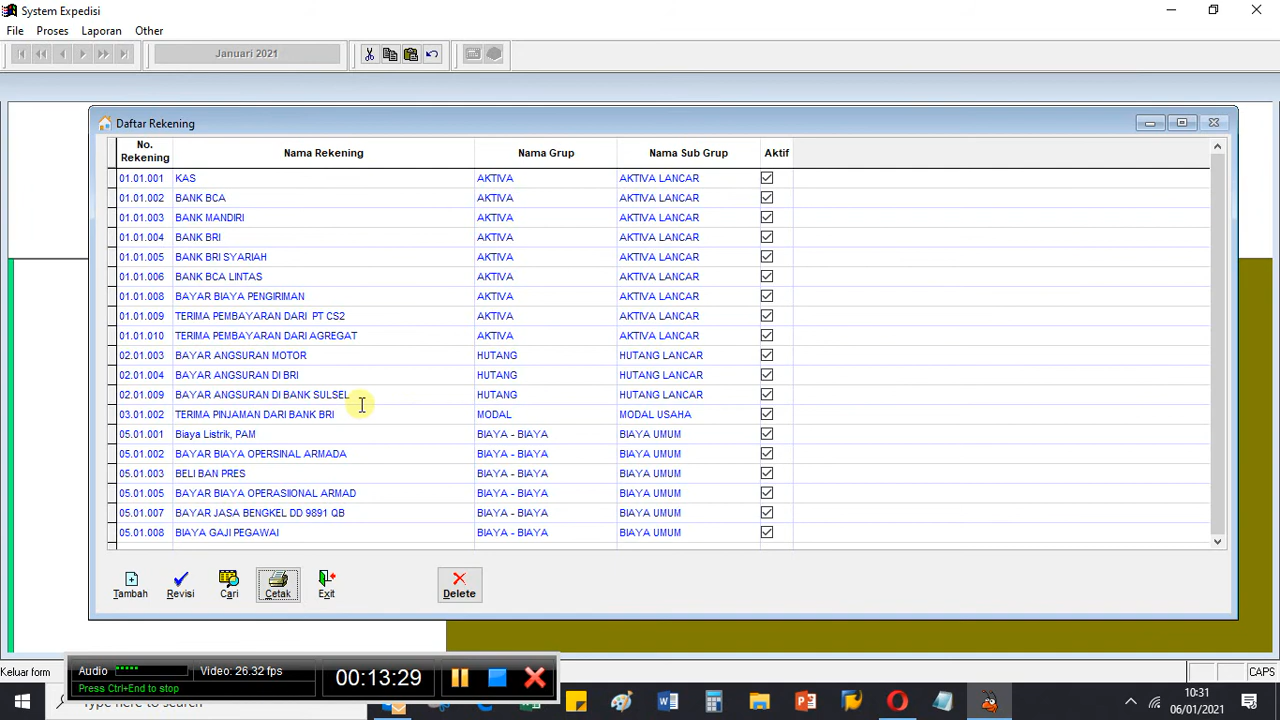 System Expedisi
File Proses Laporan Other
Januari 2021
Daftar Rekening
No. Rekening Nama Rekening Nama Grup Nama Sub Grup Aktif
01.01.001 KAS AKTIVA AKTIVA LANCAR
01.01.002 BANK BCA AKTIVA AKTIVA LANCAR
01.01.003 BANK MANDIRI AKTIVA AKTIVA LANCAR
01.01.004 BANK BRI AKTIVA AKTIVA LANCAR
01.01.005 BANK BRI SYARIAH AKTIVA AKTIVA LANCAR
01.01.006 BANK BCA LINTAS AKTIVA AKTIVA LANCAR
01.01.008 BAYAR BIAYA PENGIRIMAN AKTIVA AKTIVA LANCAR
01.01.009 TERIMA PEMBAYARAN DARI PT CS2 AKTIVA AKTIVA LANCAR
01.01.010 TERIMA PEMBAYARAN DARI AGREGAT AKTIVA AKTIVA LANCAR
02.01.003 BAYAR ANGSURAN MOTOR HUTANG HUTANG LANCAR
02.01.004 BAYAR ANGSURAN DI BRI HUTANG HUTANG LANCAR
02.01.009 BAYAR ANGSURAN DI BANK SULSEL HUTANG HUTANG LANCAR
03.01.002 TERIMA PINJAMAN DARI BANK BRI MODAL MODAL USAHA
05.01.001 Biaya Listrik, PAM BIAYA - BIAYA BIAYA UMUM
05.01.002 BAYAR BIAYA OPERSINAL ARMADA BIAYA - BIAYA BIAYA UMUM
05.01.003 BELI BAN PRES BIAYA - BIAYA BIAYA UMUM
05.01.005 BAYAR BIAYA OPERASIIONAL ARMAD BIAYA - BIAYA BIAYA UMUM
05.01.007 BAYAR JASA BENGKEL DD 9891 QB BIAYA - BIAYA BIAYA UMUM
05.01.008 BIAYA GAJI PEGAWAI BIAYA - BIAYA BIAYA UMUM
Tambah Revisi Cari Cetak Exit Delete
Keluar form CAPS
Audio Video: 26.32 fps 00:13:29
Press Ctrl+End to stop
Type here to search
10:31
06/01/2021